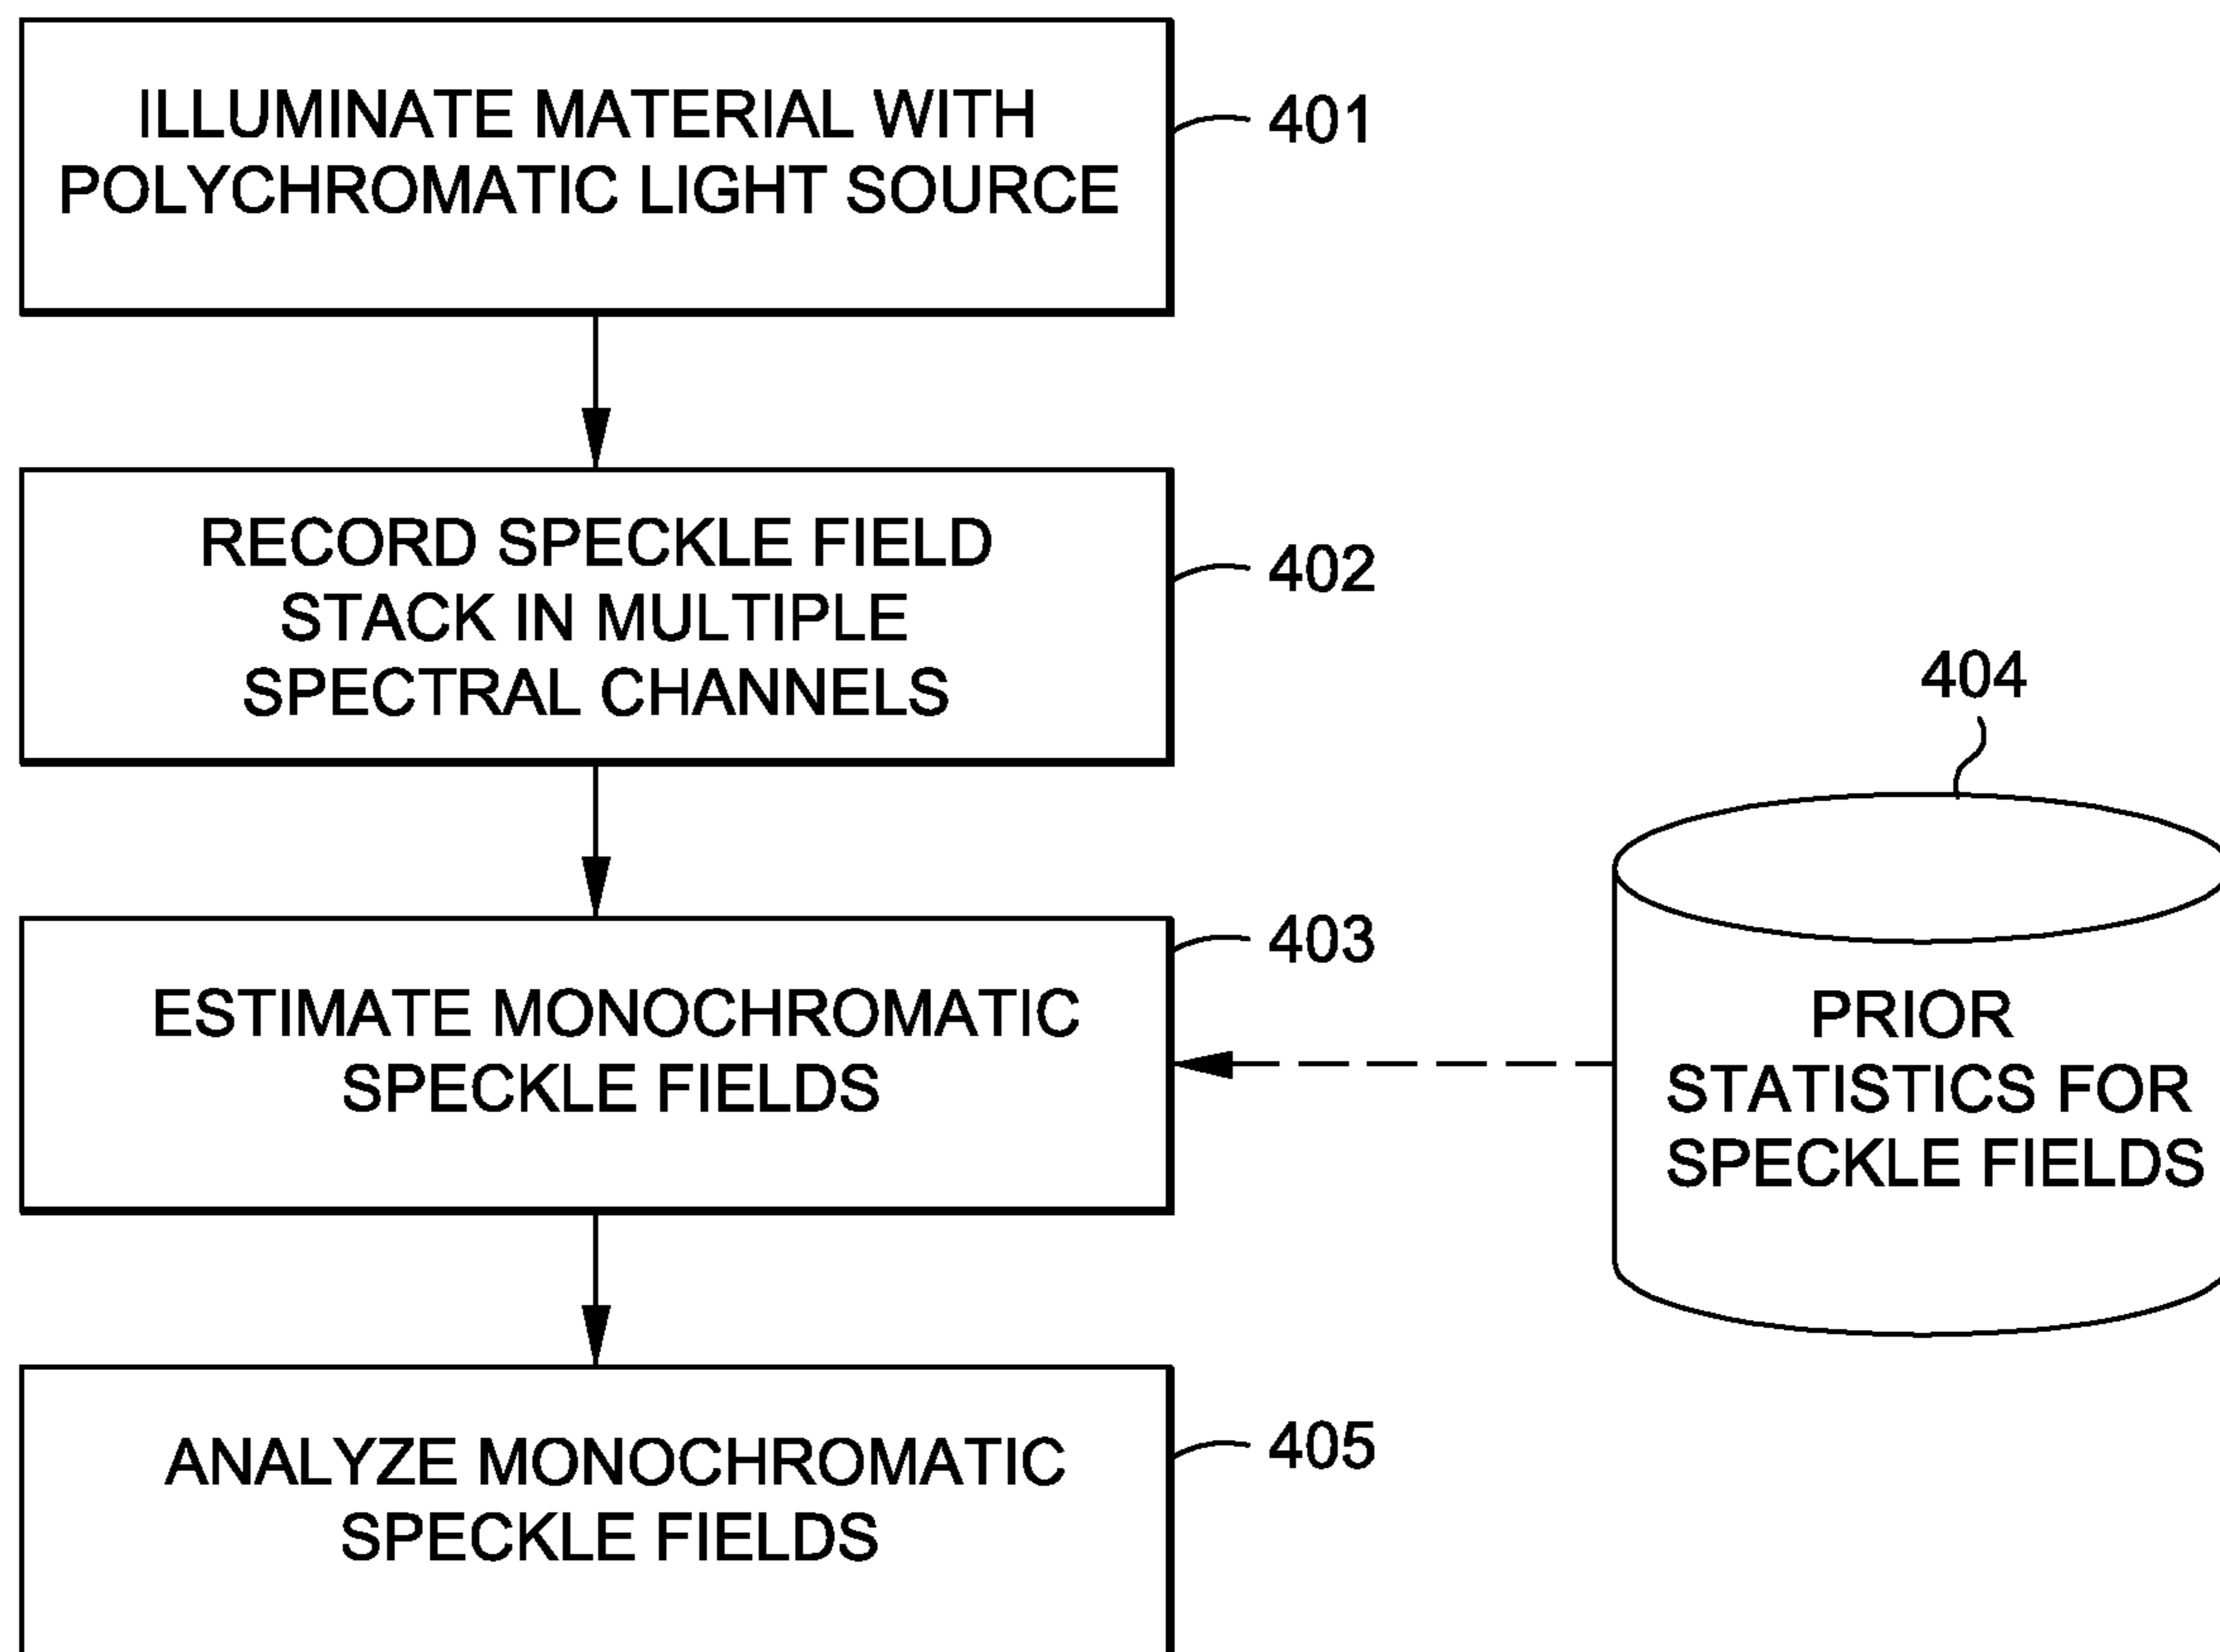 ILLUMINATE MATERIAL WITH
POLYCHROMATIC LIGHT SOURCE
401
RECORD SPECKLE FIELD
STACK IN MULTIPLE
SPECTRAL CHANNELS
402
ESTIMATE MONOCHROMATIC
SPECKLE FIELDS
403
404
PRIOR
STATISTICS FOR
SPECKLE FIELDS
ANALYZE MONOCHROMATIC
SPECKLE FIELDS
405